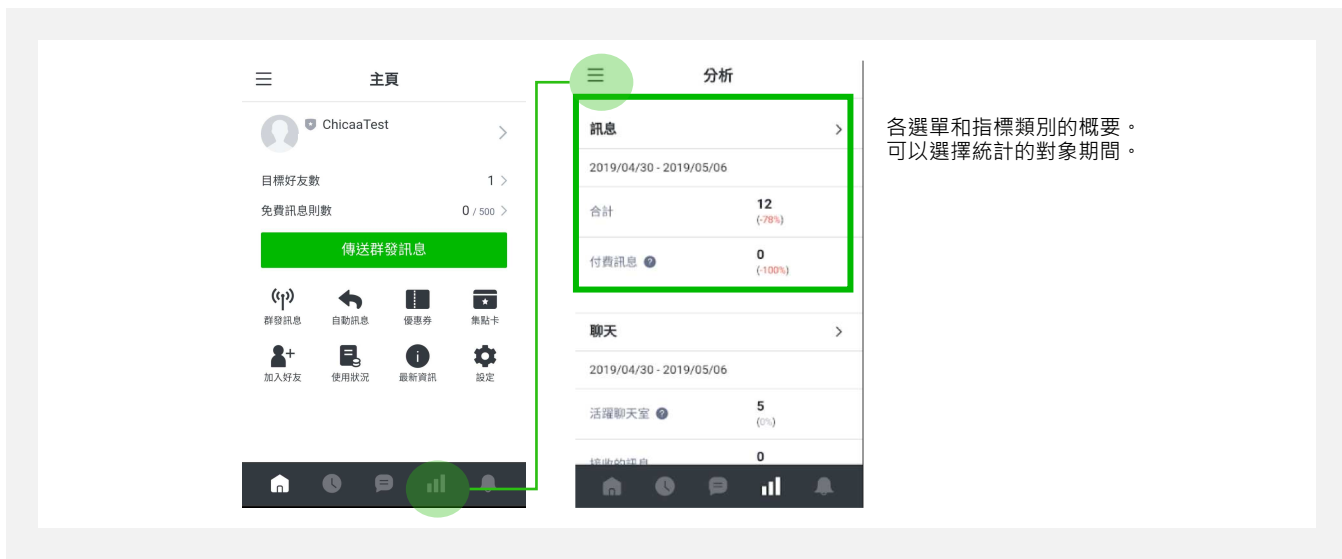 主頁
ChicaaTest
目標好友數 1
免費訊息則數 0 / 500
傳送群發訊息
群發訊息 自動訊息 優惠券 集點卡
加入好友 使用狀況 最新資訊 設定
分析
訊息
2019/04/30 - 2019/05/06
合計 12
(-78%)
付費訊息 0
(-100%)
聊天
2019/04/30 - 2019/05/06
活躍聊天室 5
(0%)
接收的訊息 0
各選單和指標類別的概要。
可以選擇統計的對象期間。